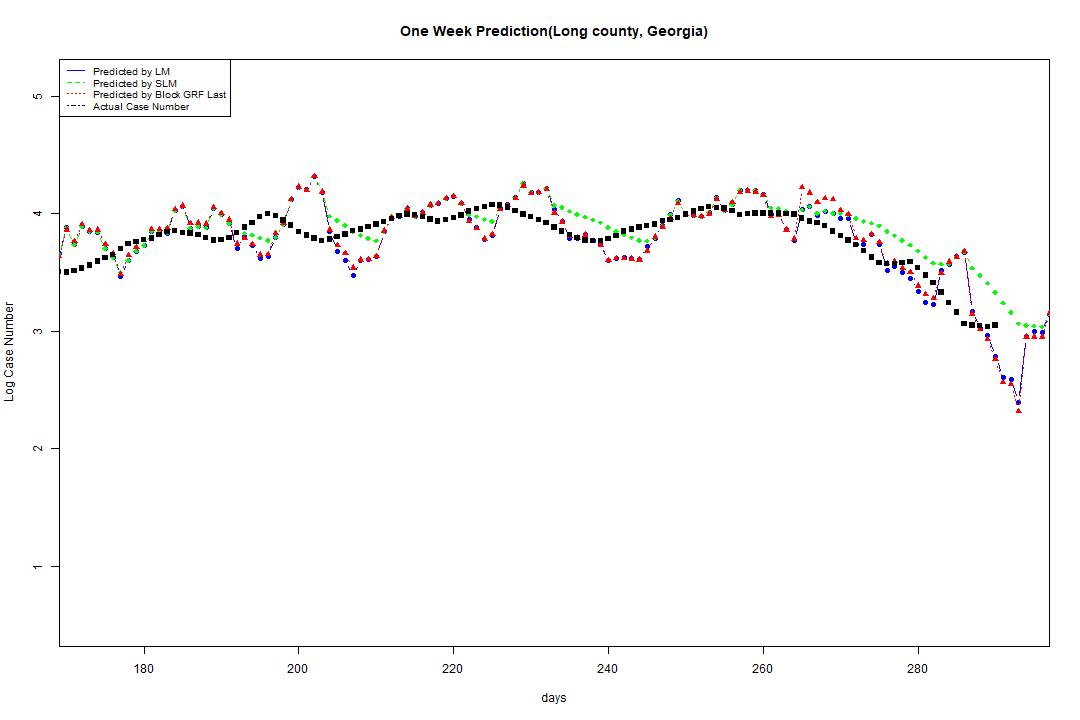 One Week Prediction(Long county, Georgia)
Predicted by LM
Predicted by SLM
Predicted by Block GRF Last
Actual Case Number
5
4
3
2
1
Log Case Number
180 200 220 240 260 280
days